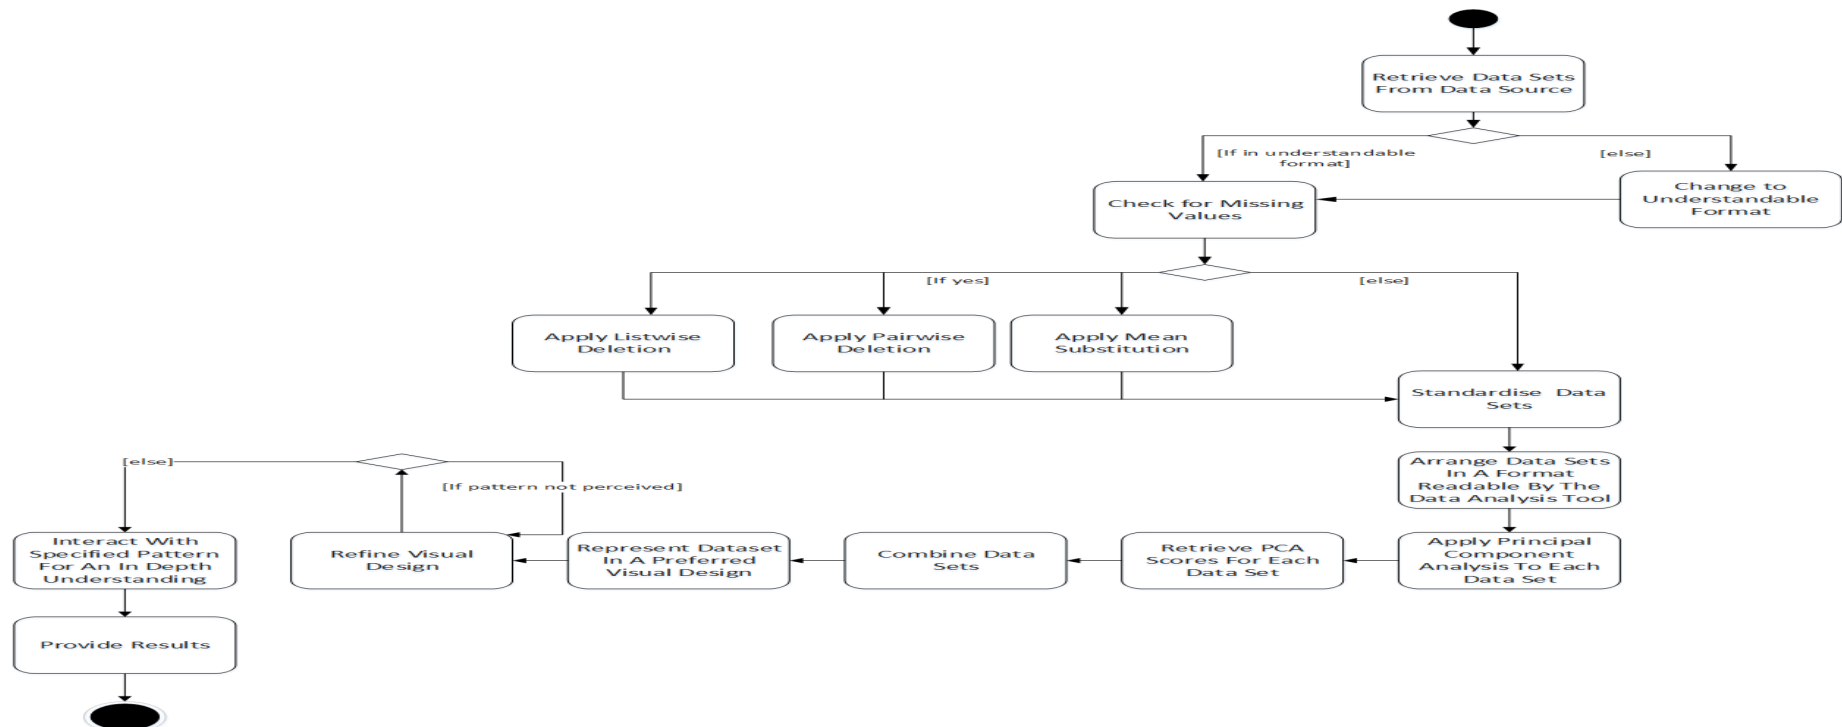 Retrieve Data Sets
From Data Source
[If in understandable
format]
[else]
Change to
Understandable
Format
Check for Missing
Values
[If yes]
[else]
Apply Listwise
Deletion
Apply Pairwise
Deletion
Apply Mean
Substitution
Standardise Data
Sets
Arrange Data Sets
In A Format
Readable By The
Data Analysis Tool
[else]
[If pattern not perceived]
Interact With
Specified Pattern
For An In Depth
Understanding
Refine Visual
Design
Represent Dataset
In A Preferred
Visual Design
Combine Data
Sets
Retrieve PCA
Scores For Each
Data Set
Apply Principal
Component
Analysis To Each
Data Set
Provide Results